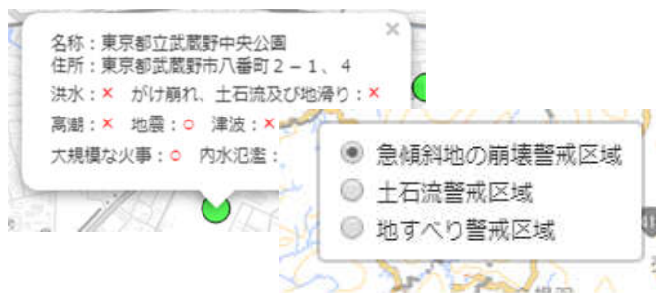 名称：東京都立武蔵野中央公園
住所：東京都武蔵野市八番町２－１、４
洪水：× がけ崩れ、土石流及び地滑り：×
高潮：× 地震：○ 津波：×
大規模な火事：○ 内水氾濫：
急傾斜地の崩壊警戒区域
土石流警戒区域
地すべり警戒区域